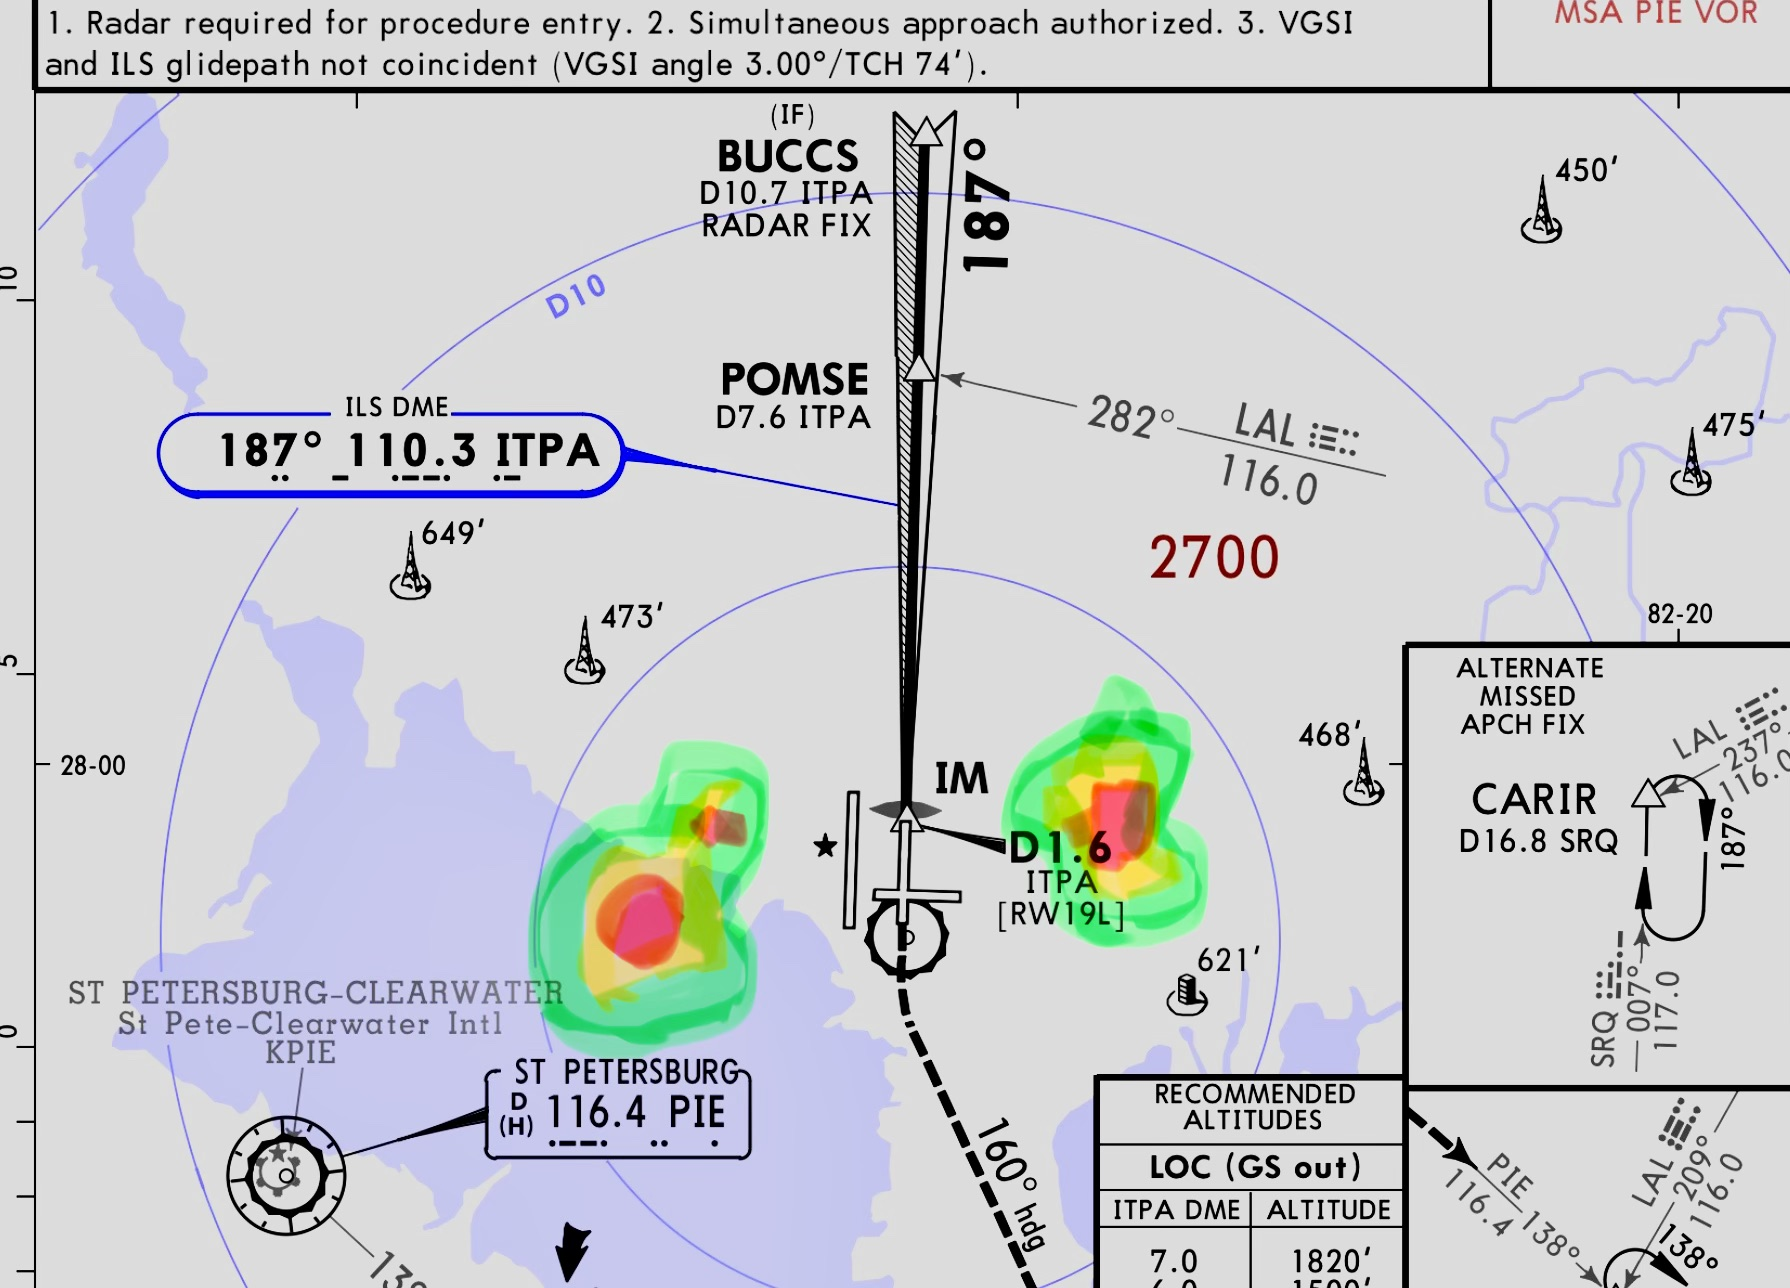 1. Radar required for procedure entry. 2. Simultaneous approach authorized. 3. VGSI
and ILS glidepath not coincident (VGSI angle 3.00°/TCH 74').
MSA PIE VOR
(IF)
BUCCS
D10.7 ITPA
RADAR FIX
187°
450'
10
D10
POMSE
D7.6 ITPA
282°
LAL
116.0
475'
ILS DME
187° 110.3 ITPA
649'
2700
473'
82-20
5
ALTERNATE
MISSED
APCH FIX
LAL
237°
116.0
468'
28-00
IM
CARIR
D16.8 SRQ
187°
D1.6
ITPA
[RW19L]
621'
SRQ
007°
117.0
ST PETERSBURG-CLEARWATER
St Pete-Clearwater Intl
KPIE
0
ST PETERSBURG
D
(H)
116.4 PIE
160° hdg
RECOMMENDED
ALTITUDES
LOC (GS out)
ITPA DME
ALTITUDE
7.0
1820'
6.0
1500'
PIE
116.4
138°
LAL
209°
116.0
138°